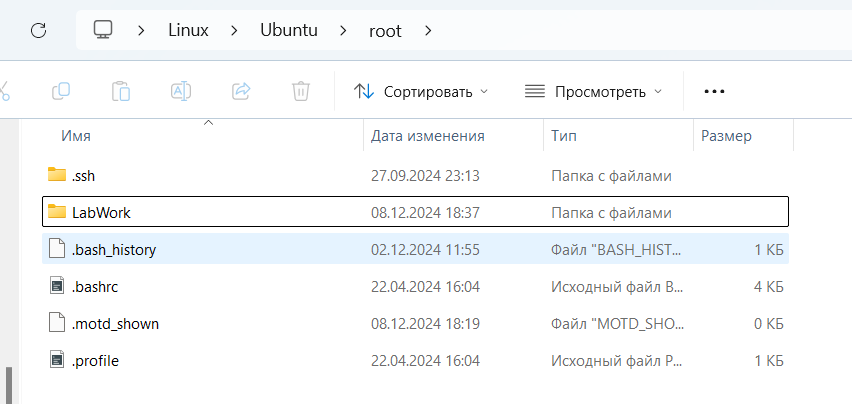 Linux > Ubuntu > root >
Сортировать Просмотреть
Имя Дата изменения Тип Размер
.ssh 27.09.2024 23:13 Папка с файлами
LabWork 08.12.2024 18:37 Папка с файлами
.bash_history 02.12.2024 11:55 Файл "BASH_HIST... 1 КБ
.bashrc 22.04.2024 16:04 Исходный файл B... 4 КБ
.motd_shown 08.12.2024 18:19 Файл "MOTD_SHO... 0 КБ
.profile 22.04.2024 16:04 Исходный файл P... 1 КБ